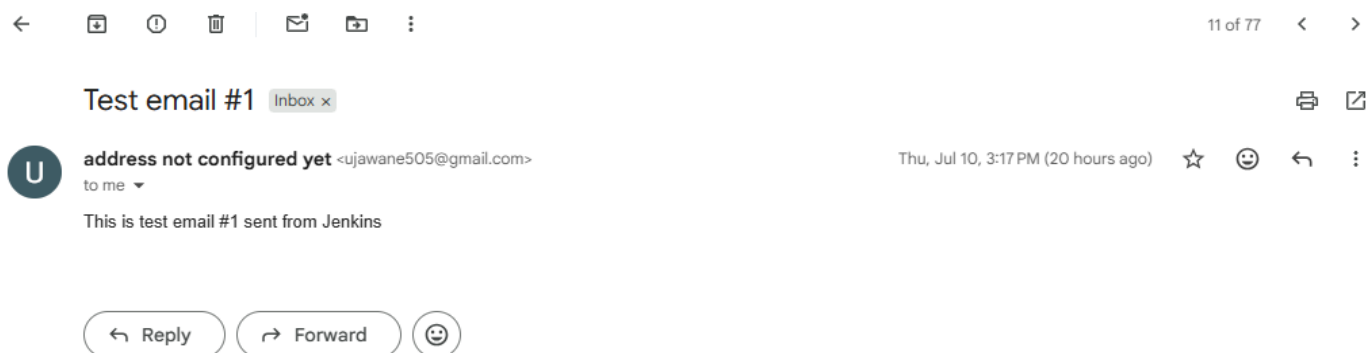 11 of 77
Test email #1 Inbox ×
U
address not configured yet <ujawane505@gmail.com> Thu, Jul 10, 3:17 PM (20 hours ago)
to me
This is test email #1 sent from Jenkins
Reply Forward